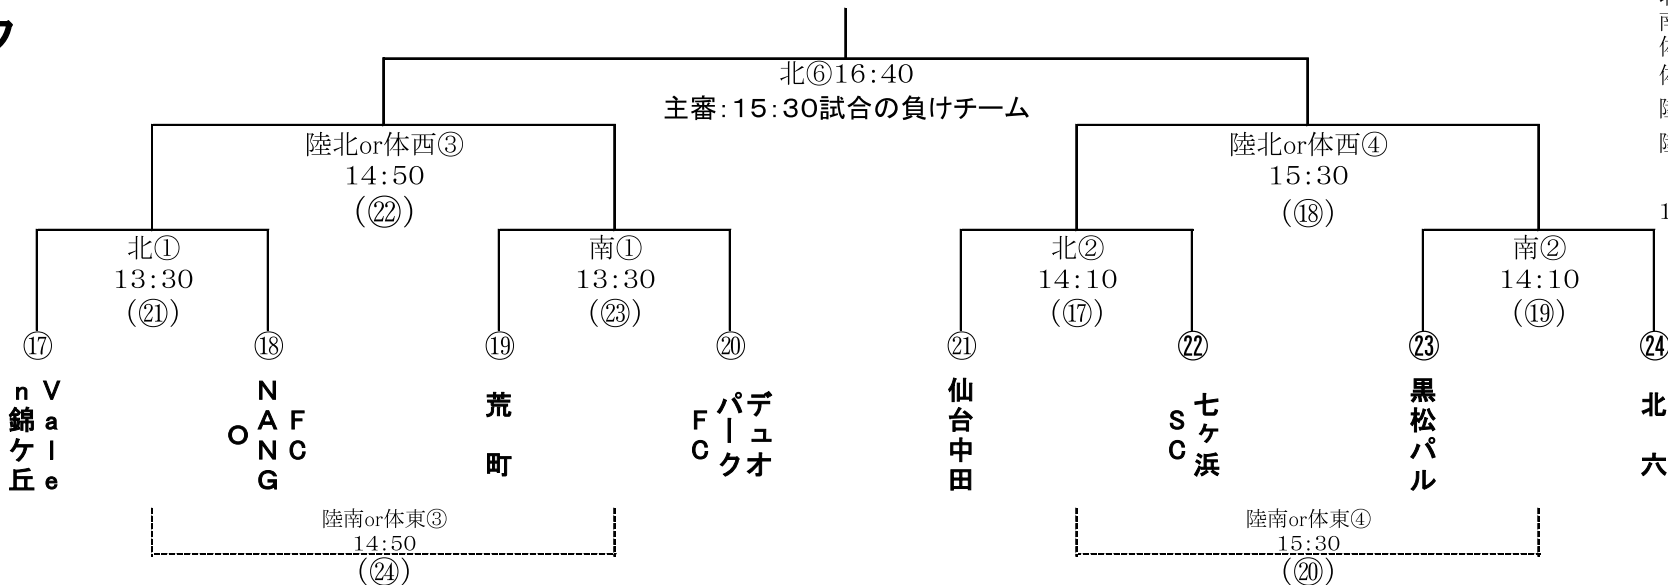 ク
北⑥16:40
主審:15:30試合の負けチーム
陸北or体西③
14:50
(㉒)
陸北or体西④
15:30
(⑱)
北①
13:30
(㉑)
南①
13:30
(㉓)
北②
14:10
(⑰)
南②
14:10
(⑲)
⑰
⑱
⑲
⑳
㉑
㉒
㉓
㉔
Vale
n錦ケ丘
FC
NANG
O
荒町
デュオ
パーク
FC
仙台中田
七ヶ浜
SC
黒松パル
北六
陸南or体東③
14:50
(㉔)
陸南or体東④
15:30
(⑳)